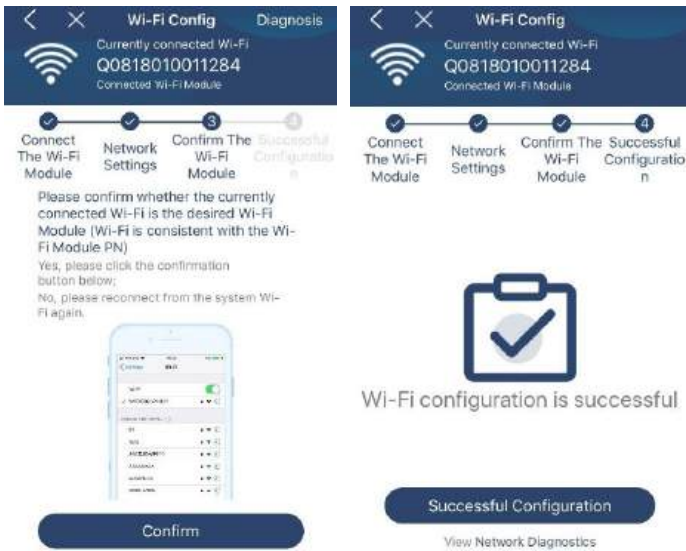 Wi-Fi Config
Diagnosis
Currently connected Wi-Fi
Q0818010011284
Connected Wi-Fi Module
3
4
Connect
The Wi-Fi
Module
Network
Settings
Confirm The
Wi-Fi
Module
Successful
Configuratio
n
Please confirm whether the currently
connected Wi-Fi is the desired Wi-Fi
Module (Wi-Fi is consistent with the Wi-
Fi Module PN)
Yes, please click the confirmation
button below;
No, please reconnect from the system Wi-
Fi again.
Confirm
Wi-Fi Config
Currently connected Wi-Fi
Q0818010011284
Connected Wi-Fi Module
4
Connect
The Wi-Fi
Module
Network
Settings
Confirm The
Wi-Fi
Module
Successful
Configuratio
n
Wi-Fi configuration is successful
Successful Configuration
View Network Diagnostics